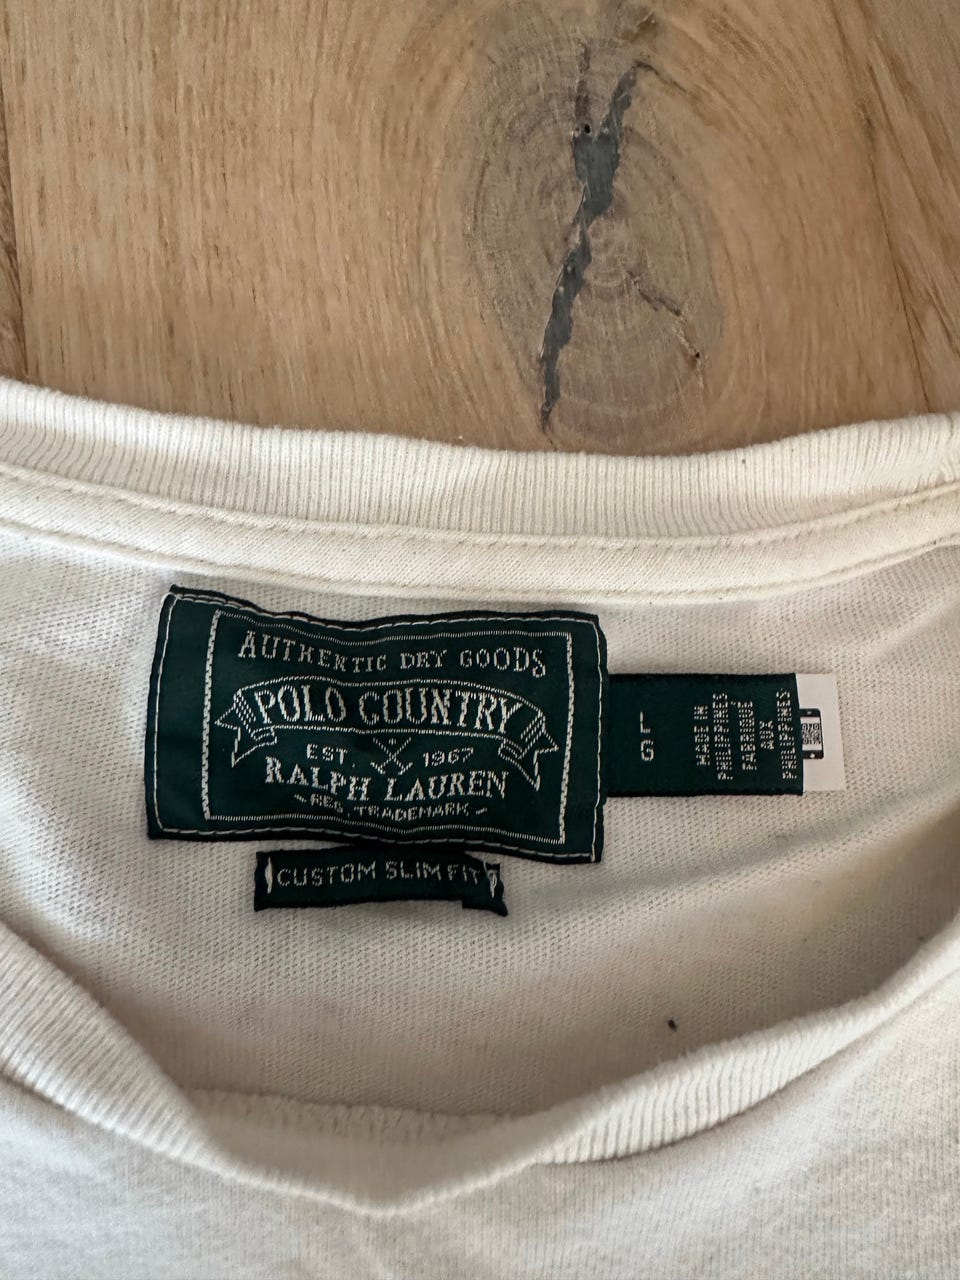 AUTHENTIC DRY GOODS
POLO COUNTRY
EST. 1967
RALPH LAUREN
REG. TRADEMARK
CUSTOM SLIM FIT
L
G
MADE IN
PHILIPPINES
FABRIQUÉ
AUX
PHILIPPINES